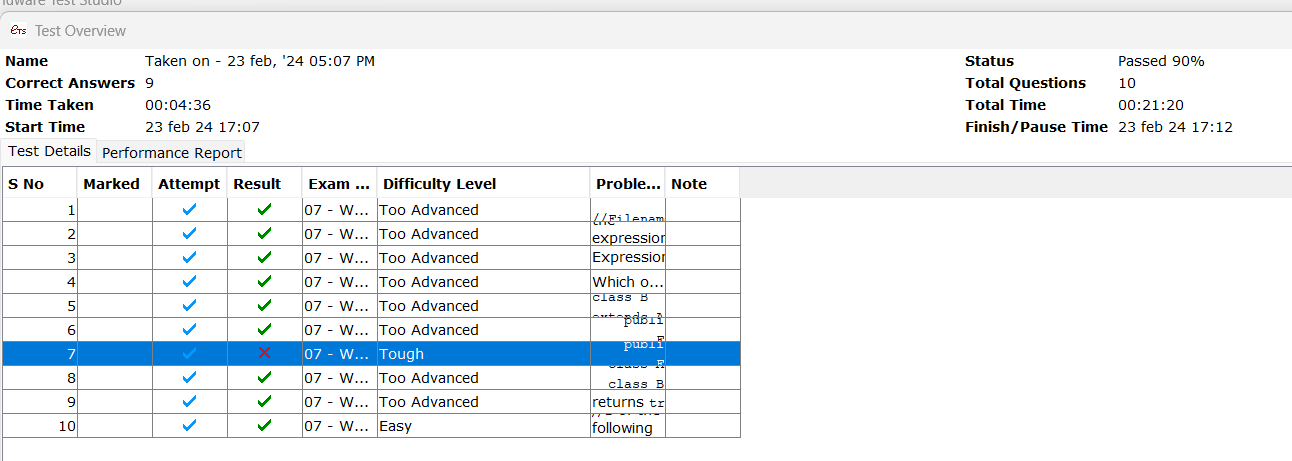 Test Studio
eTS Test Overview
Name Taken on - 23 feb, '24 05:07 PM Status Passed 90%
Correct Answers 9 Total Questions 10
Time Taken 00:04:36 Total Time 00:21:20
Start Time 23 feb 24 17:07 Finish/Pause Time 23 feb 24 17:12
Test Details Performance Report
S No Marked Attempt Result Exam ... Difficulty Level Proble... Note
1 07 - W... Too Advanced //Filenam
2 07 - W... Too Advanced expression
3 07 - W... Too Advanced Expression
4 07 - W... Too Advanced Which o...
5 07 - W... Too Advanced class B
extends
6 07 - W... Too Advanced publi
7 07 - W... Tough publi
8 07 - W... Too Advanced class B
9 07 - W... Too Advanced returns tr
10 07 - W... Easy following